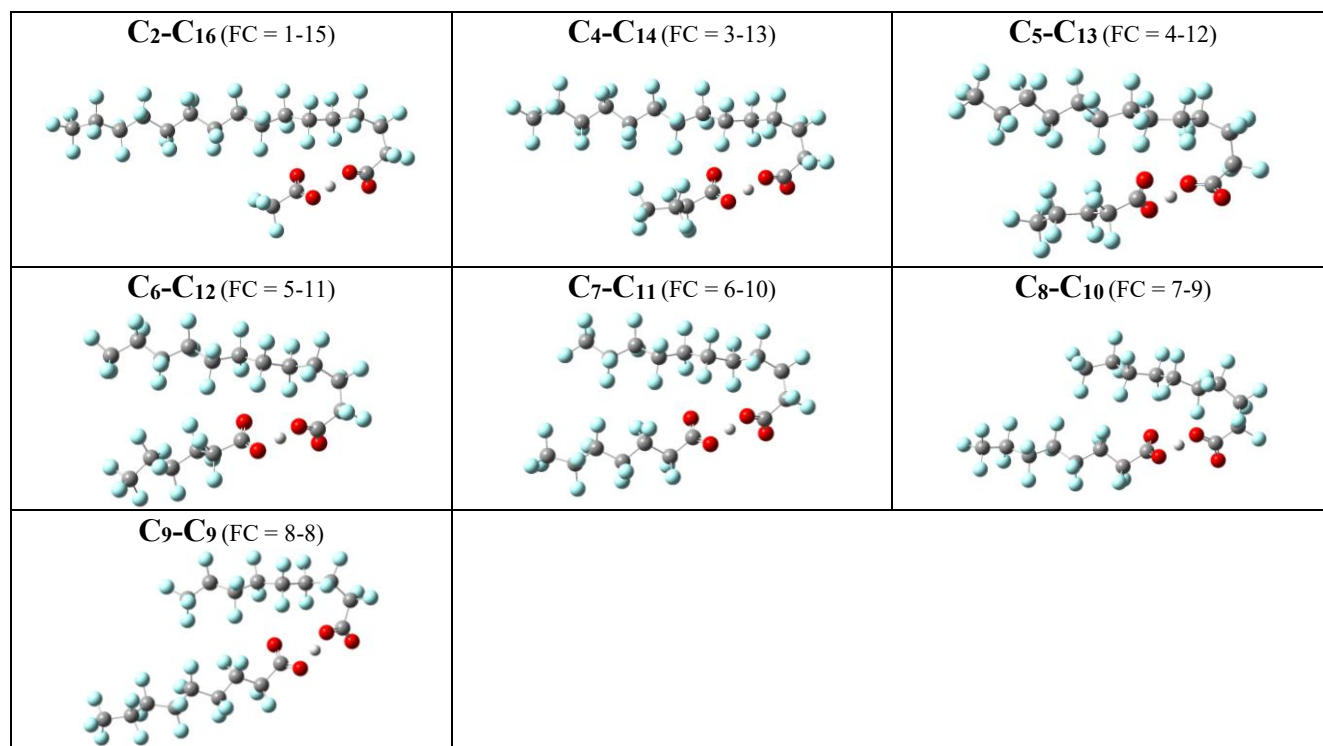 C₂-C₁₆ (FC = 1-15)
C₄-C₁₄ (FC = 3-13)
C₅-C₁₃ (FC = 4-12)
C₆-C₁₂ (FC = 5-11)
C₇-C₁₁ (FC = 6-10)
C₈-C₁₀ (FC = 7-9)
C₉-C₉ (FC = 8-8)